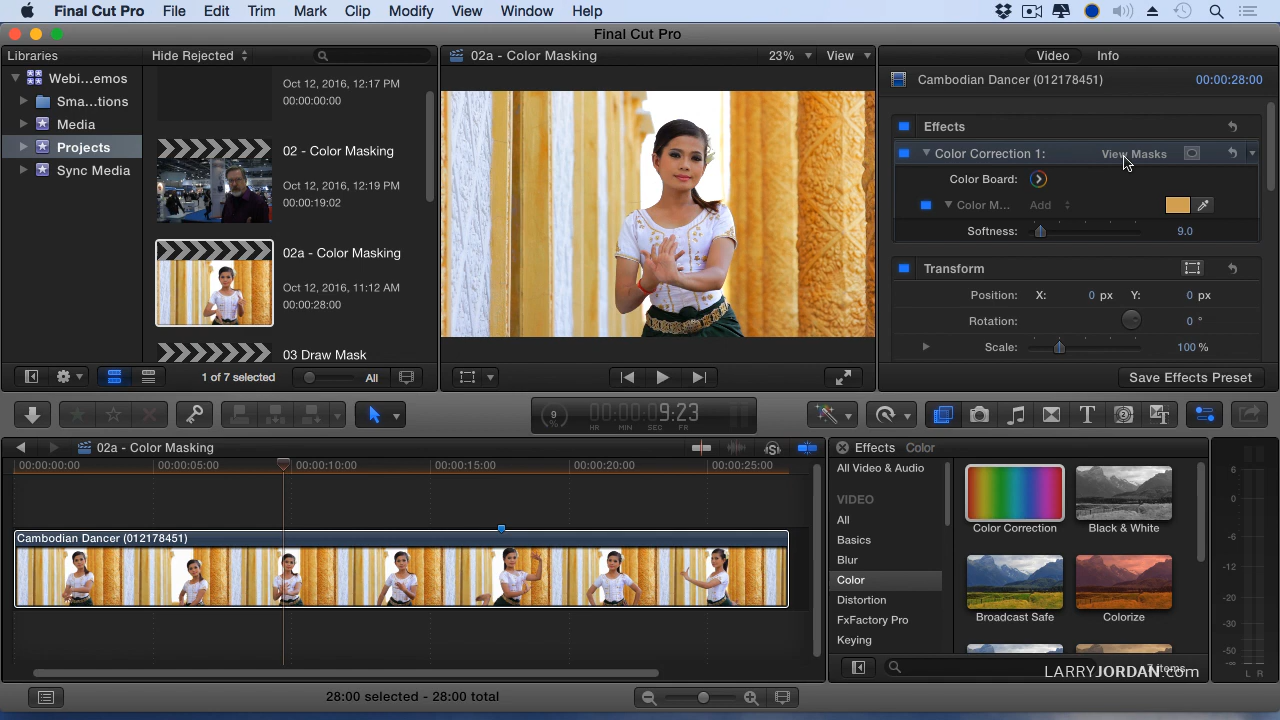 Final Cut Pro File Edit Trim Mark Clip Modify View Window Help
Final Cut Pro
Libraries
Hide Rejected
Webi...emos
Sma...tions
Media
Projects
Sync Media
Oct 12, 2016, 12:17 PM
00:00:00:00
02 - Color Masking
Oct 12, 2016, 12:19 PM
00:00:19:02
02a - Color Masking
Oct 12, 2016, 11:12 AM
00:00:28:00
03 Draw Mask
1 of 7 selected
All
02a - Color Masking
23%
View
Video
Info
Cambodian Dancer (012178451)
00:00:28:00
Effects
Color Correction 1:
View Masks
Color Board:
Color M...
Add
Softness:
9.0
Transform
Position: X: 0 px Y: 0 px
Rotation: 0 °
Scale: 100 %
Save Effects Preset
9
%
00:00:09:23
HR MIN SEC FR
02a - Color Masking
00:00:00:00 00:00:05:00 00:00:10:00 00:00:15:00 00:00:20:00 00:00:25:00
Cambodian Dancer (012178451)
28:00 selected - 28:00 total
Effects
Color
All Video & Audio
VIDEO
All
Basics
Blur
Color
Distortion
FxFactory Pro
Keying
Color Correction
Black & White
Broadcast Safe
Colorize
LARRYJORDAN.com
6
0
-6
-12
-20
-30
-50
-∞
L R